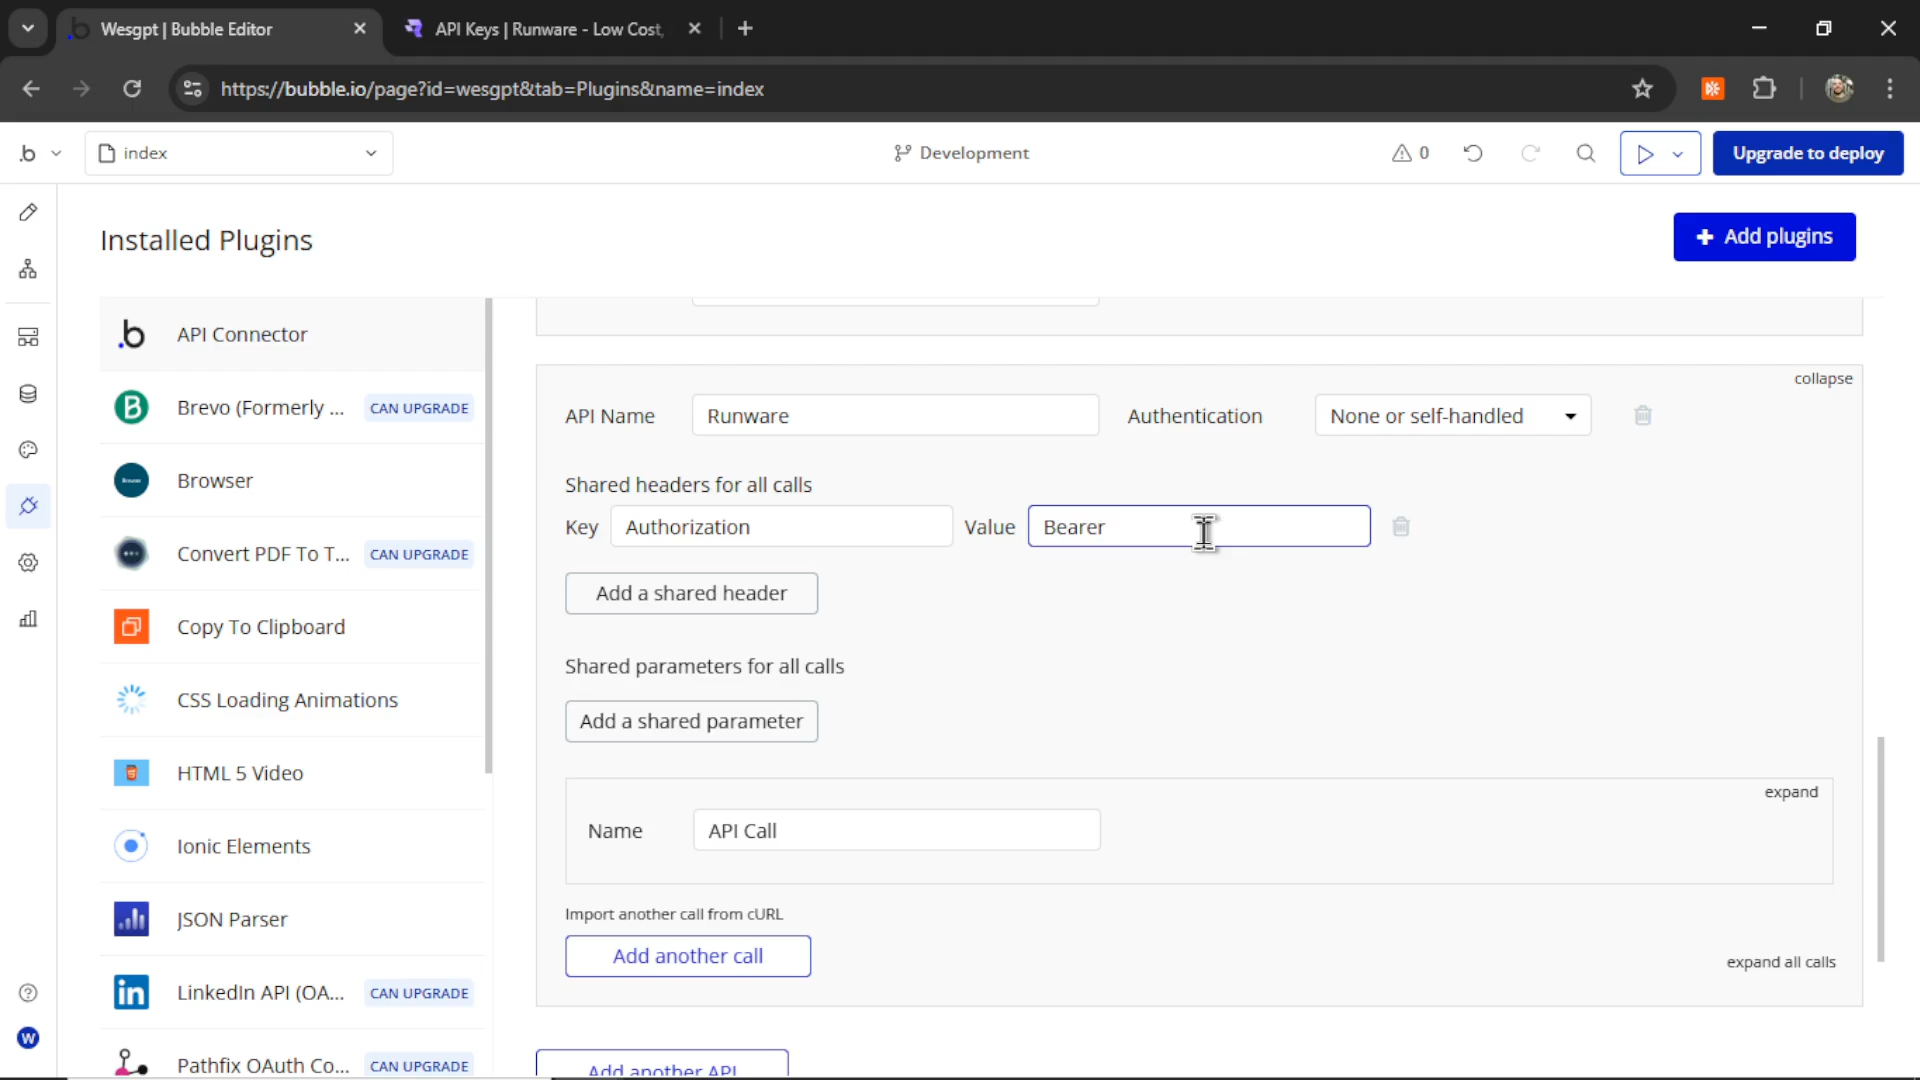 Wesgpt | Bubble Editor
API Keys | Runware - Low Cost,
https://bubble.io/page?id=wesgpt&tab=Plugins&name=index
.b
index
Development
0
Upgrade to deploy
Installed Plugins
+ Add plugins
.b API Connector
B Brevo (Formerly ... CAN UPGRADE
Browser
Convert PDF To T... CAN UPGRADE
Copy To Clipboard
CSS Loading Animations
HTML 5 Video
Ionic Elements
JSON Parser
in LinkedIn API (OA... CAN UPGRADE
Pathfix OAuth Co... CAN UPGRADE
W
collapse
API Name Runware Authentication None or self-handled
Shared headers for all calls
Key Authorization Value Bearer
Add a shared header
Shared parameters for all calls
Add a shared parameter
expand
Name API Call
Import another call from cURL
Add another call
expand all calls
Add another API